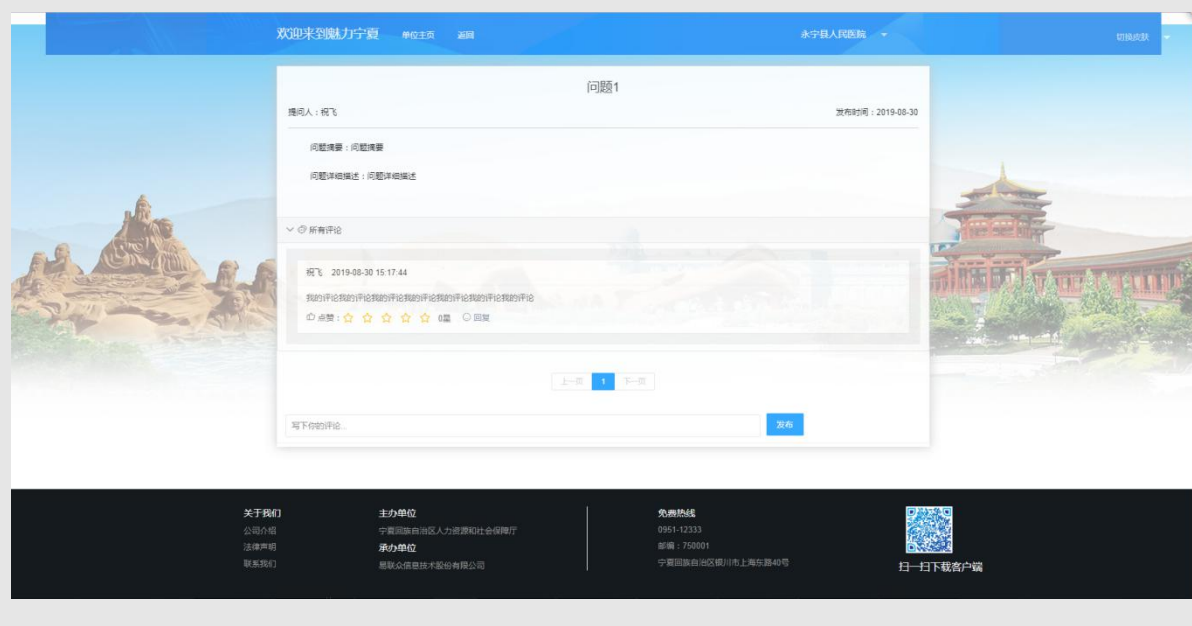 欢迎来到魅力宁夏 单位主页 返回 永宁县人民医院 切换皮肤
问题1
提问人：祝飞 发布时间：2019-08-30
问题摘要：问题摘要
问题详细描述：问题详细描述
所有评论
祝飞 2019-08-30 15:17:44
我的评论我的评论我的评论我的评论我的评论我的评论我的评论
点赞： 0星 回复
上一页 1 下一页
写下你的评论... 发布
关于我们 主办单位 免费热线
公司介绍 宁夏回族自治区人力资源和社会保障厅 0951-12333
法律声明 承办单位 邮编：750001
联系我们 易联众信息技术股份有限公司 宁夏回族自治区银川市上海东路40号
扫一扫下载客户端